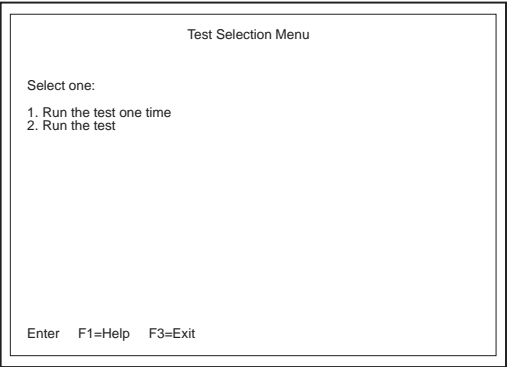 Test Selection Menu
Select one:
1. Run the test one time
2. Run the test
Enter F1=Help F3=Exit